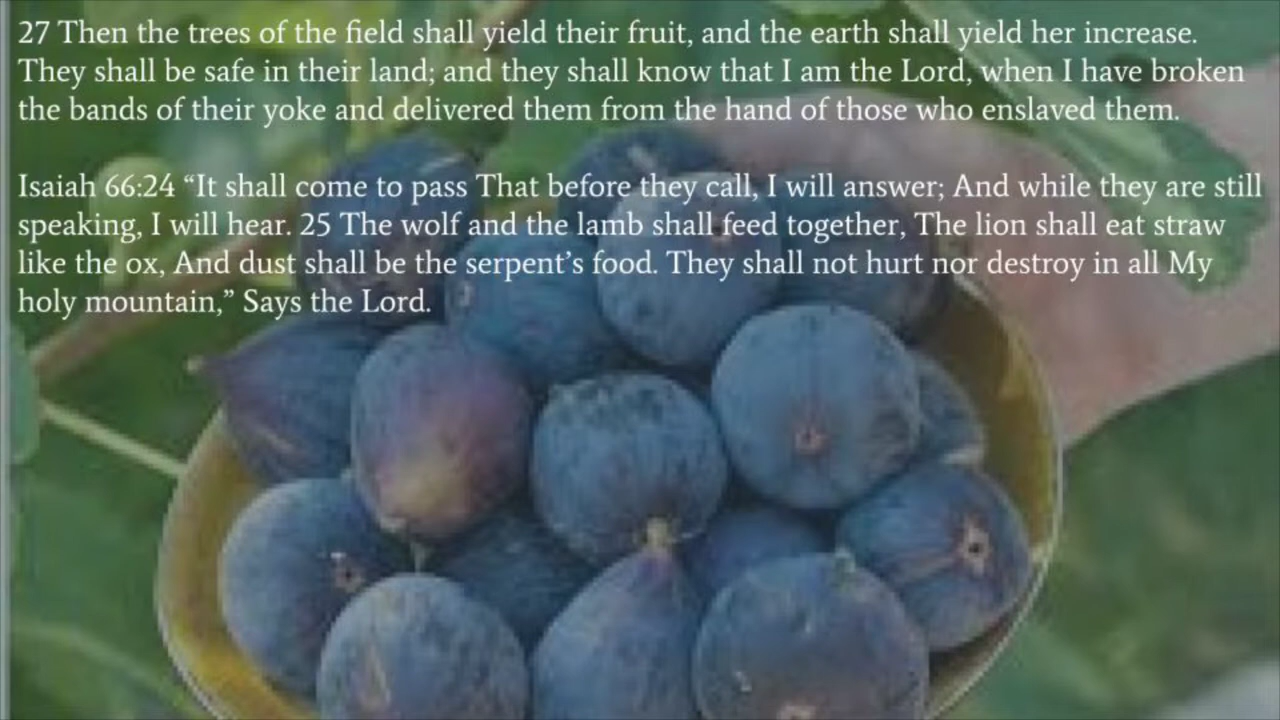 27 Then the trees of the field shall yield their fruit, and the earth shall yield her increase.
They shall be safe in their land; and they shall know that I am the Lord, when I have broken
the bands of their yoke and delivered them from the hand of those who enslaved them.
Isaiah 66:24 “It shall come to pass That before they call, I will answer; And while they are still
speaking, I will hear. 25 The wolf and the lamb shall feed together, The lion shall eat straw
like the ox, And dust shall be the serpent’s food. They shall not hurt nor destroy in all My
holy mountain,” Says the Lord.